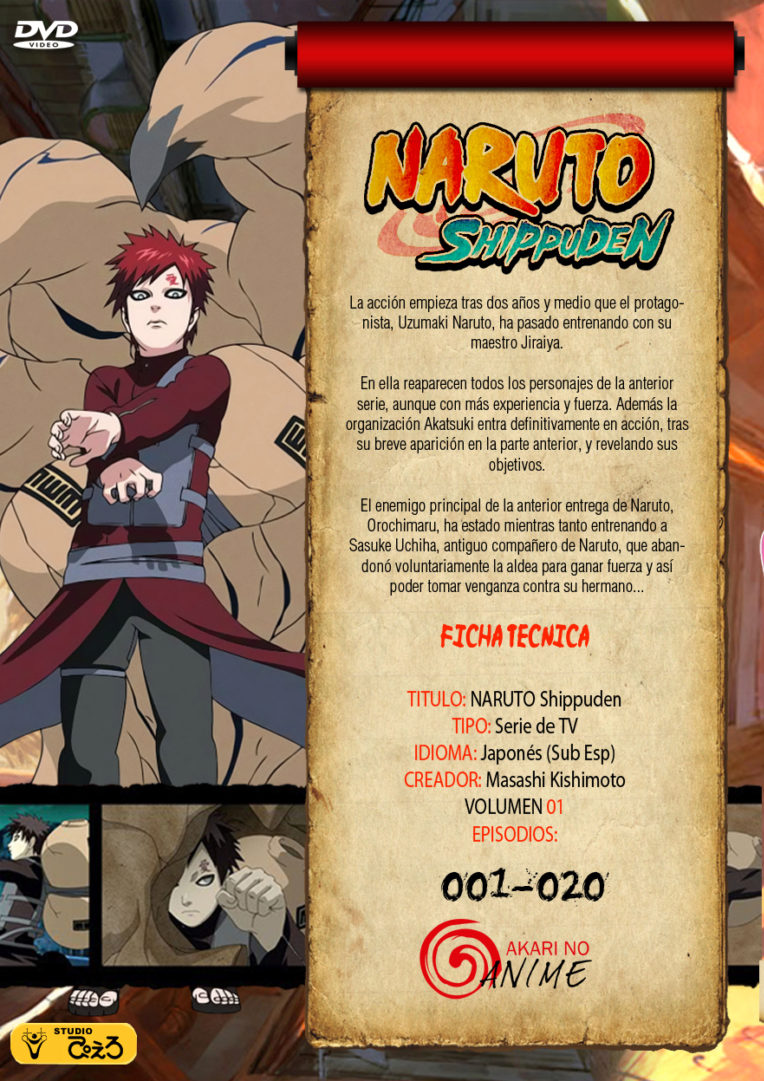 DVD
VIDEO
NARUTO
SHIPPUDEN
La acción empieza tras dos años y medio que el protago-
nista, Uzumaki Naruto, ha pasado entrenando con su
maestro Jiraiya.
En ella reaparecen todos los personajes de la anterior
serie, aunque con más experiencia y fuerza. Además la
organización Akatsuki entra definitivamente en acción, tras
su breve aparición en la parte anterior, y revelando sus
objetivos.
El enemigo principal de la anterior entrega de Naruto,
Orochimaru, ha estado mientras tanto entrenando a
Sasuke Uchiha, antiguo compañero de Naruto, que aban-
donó voluntariamente la aldea para ganar fuerza y así
poder tomar venganza contra su hermano...
FICHA TECNICA
TITULO: NARUTO Shippuden
TIPO: Serie de TV
IDIOMA: Japonés (Sub Esp)
CREADOR: Masashi Kishimoto
VOLUMEN 01
EPISODIOS:
001-020
AKARI NO
ANIME
STUDIO
ぴえろ